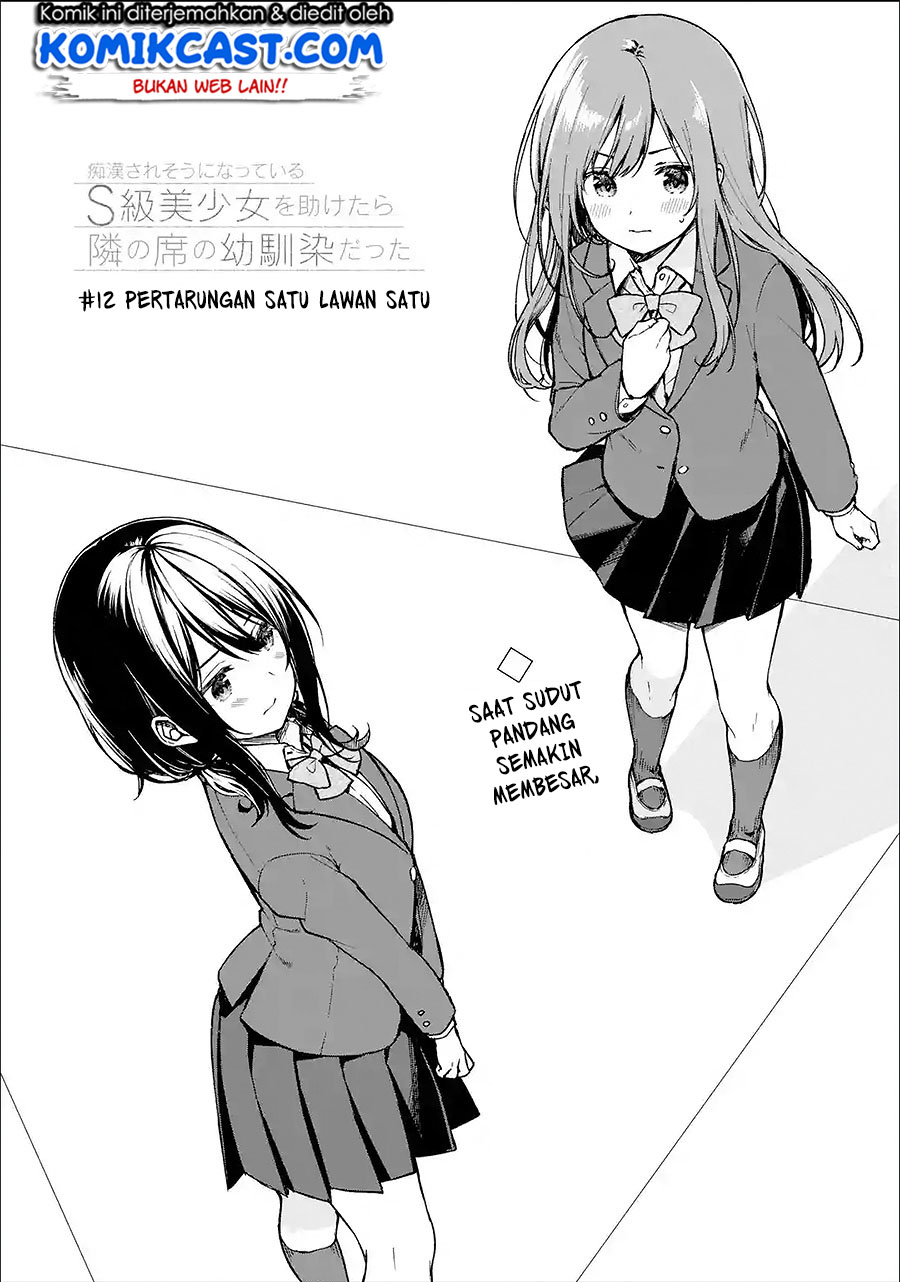 Komik ini diterjemahkan & diedit oleh
KOMIKCAST.COM
BUKAN WEB LAIN!!
痴漢されそうになっている
S級美少女を助けたら
隣の席の幼馴染だった
#12 PERTARUNGAN SATU LAWAN SATU
SAAT SUDUT
PANDANG
SEMAKIN
MEMBESAR,